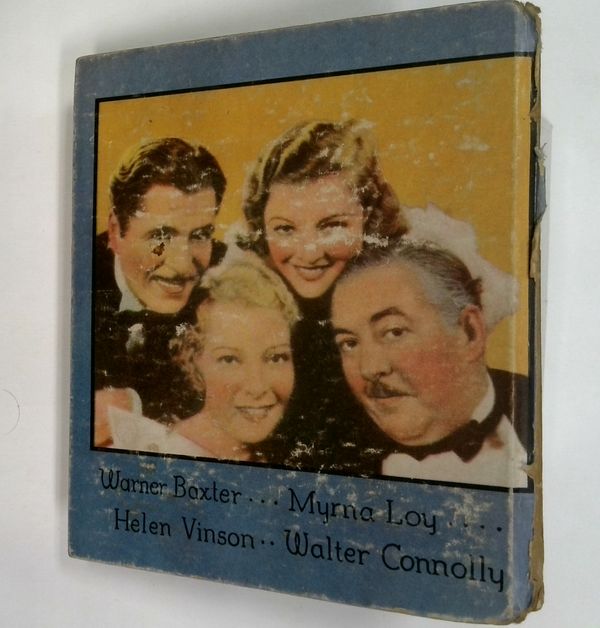 Warner Baxter . . . Myrna Loy . . . .
Helen Vinson . . Walter Connolly